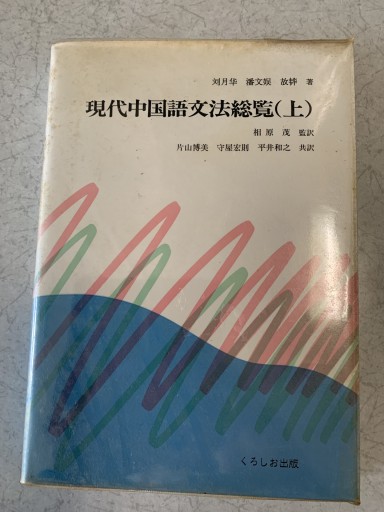 刘月华 潘文娱 故韡 著
現代中国語文法総覧(上)
相原 茂 監訳
片山博美 守屋宏則 平井和之 共訳
くろしお出版